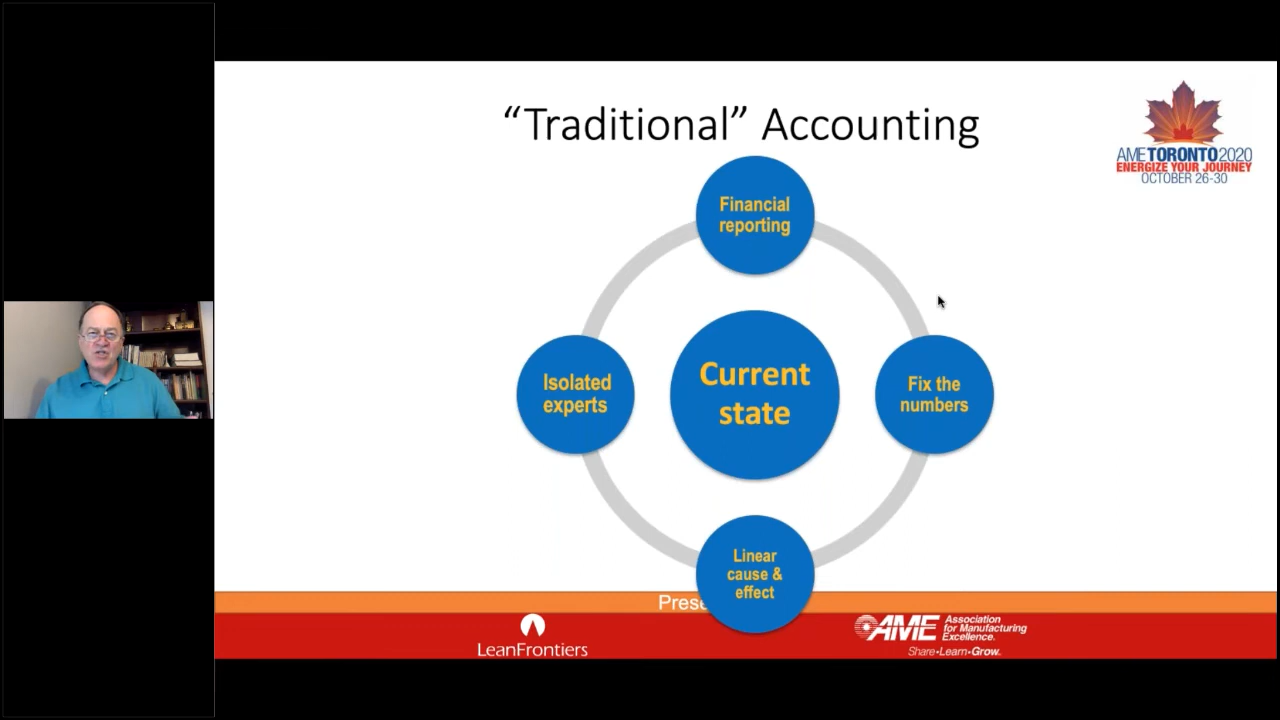 “Traditional” Accounting
AMETORONTO2020
ENERGIZE YOUR JOURNEY
OCTOBER 26-30
Financial
reporting
Isolated
experts
Current
state
Fix the
numbers
Linear
cause &
effect
Prese
LeanFrontiers
AME
Association
for Manufacturing
Excellence.
Share•Learn•Grow.